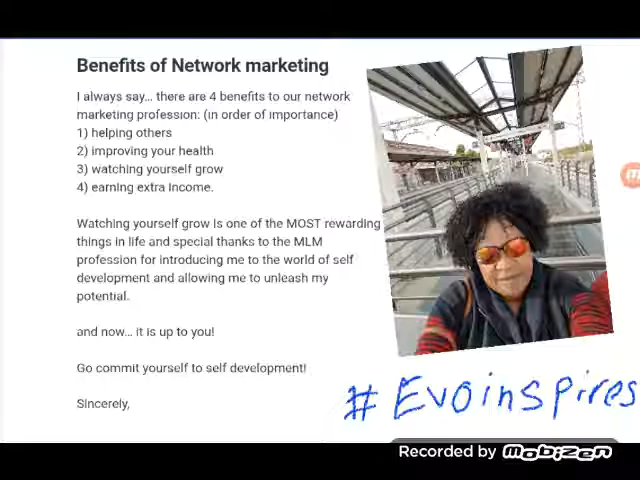 Benefits of Network marketing
I always say... there are 4 benefits to our network
marketing profession: (in order of importance)
1) helping others
2) improving your health
3) watching yourself grow
4) earning extra income.
Watching yourself grow is one of the MOST rewarding
things in life and special thanks to the MLM
profession for introducing me to the world of self
development and allowing me to unleash my
potential.
and now... it is up to you!
Go commit yourself to self development!
Sincerely,
#Evoinspires
Recorded by mobizen